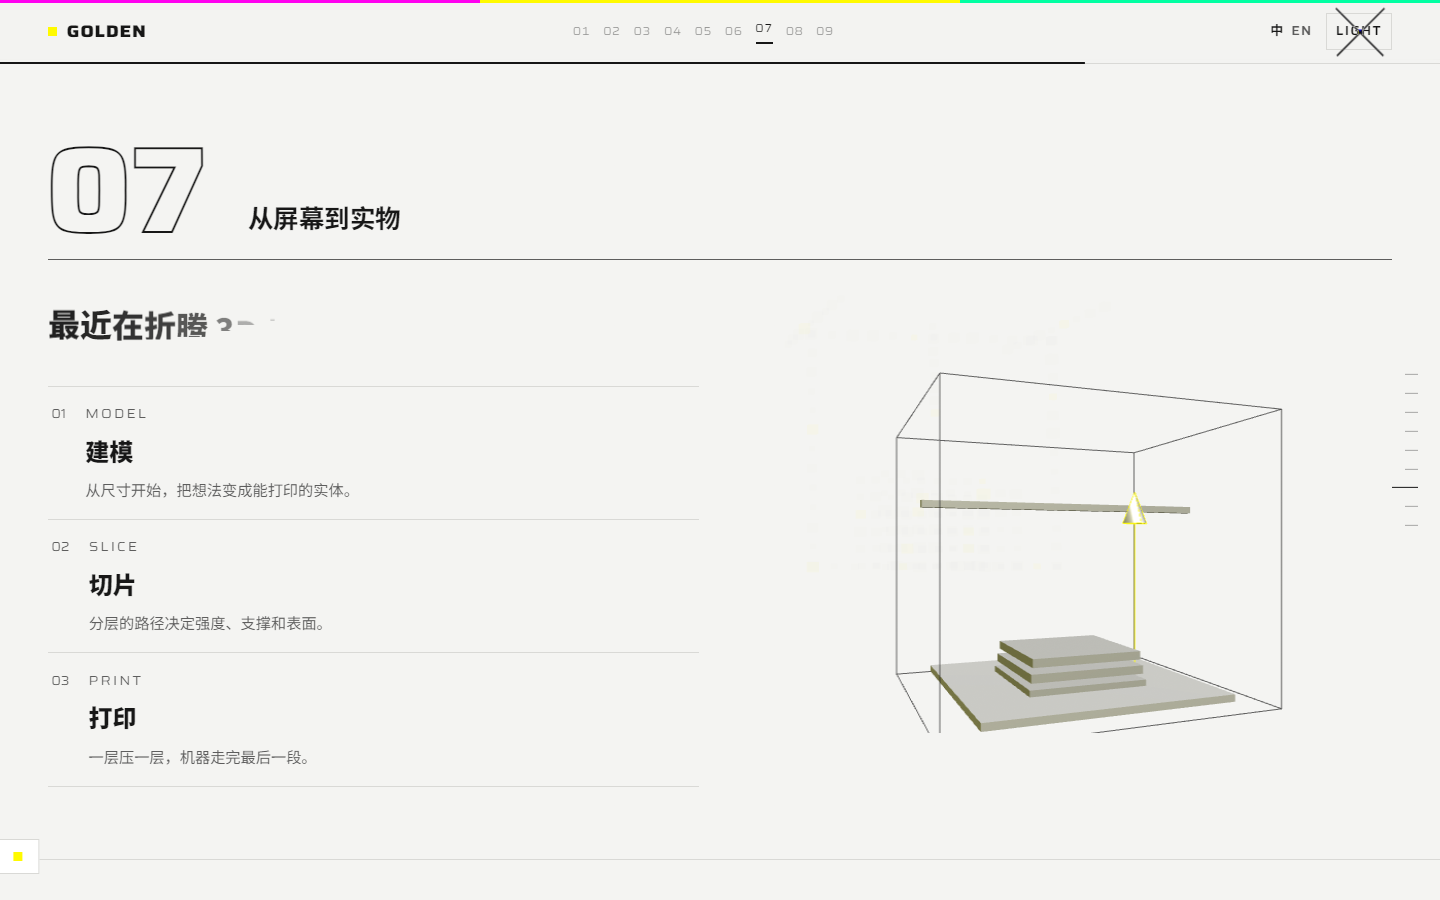 GOLDEN
01 02 03 04 05 06 07 08 09
中 EN LIGHT
07
从屏幕到实物
最近在折腾
01 MODEL
建模
从尺寸开始，把想法变成能打印的实体。
02 SLICE
切片
分层的路径决定强度、支撑和表面。
03 PRINT
打印
一层压一层，机器走完最后一段。